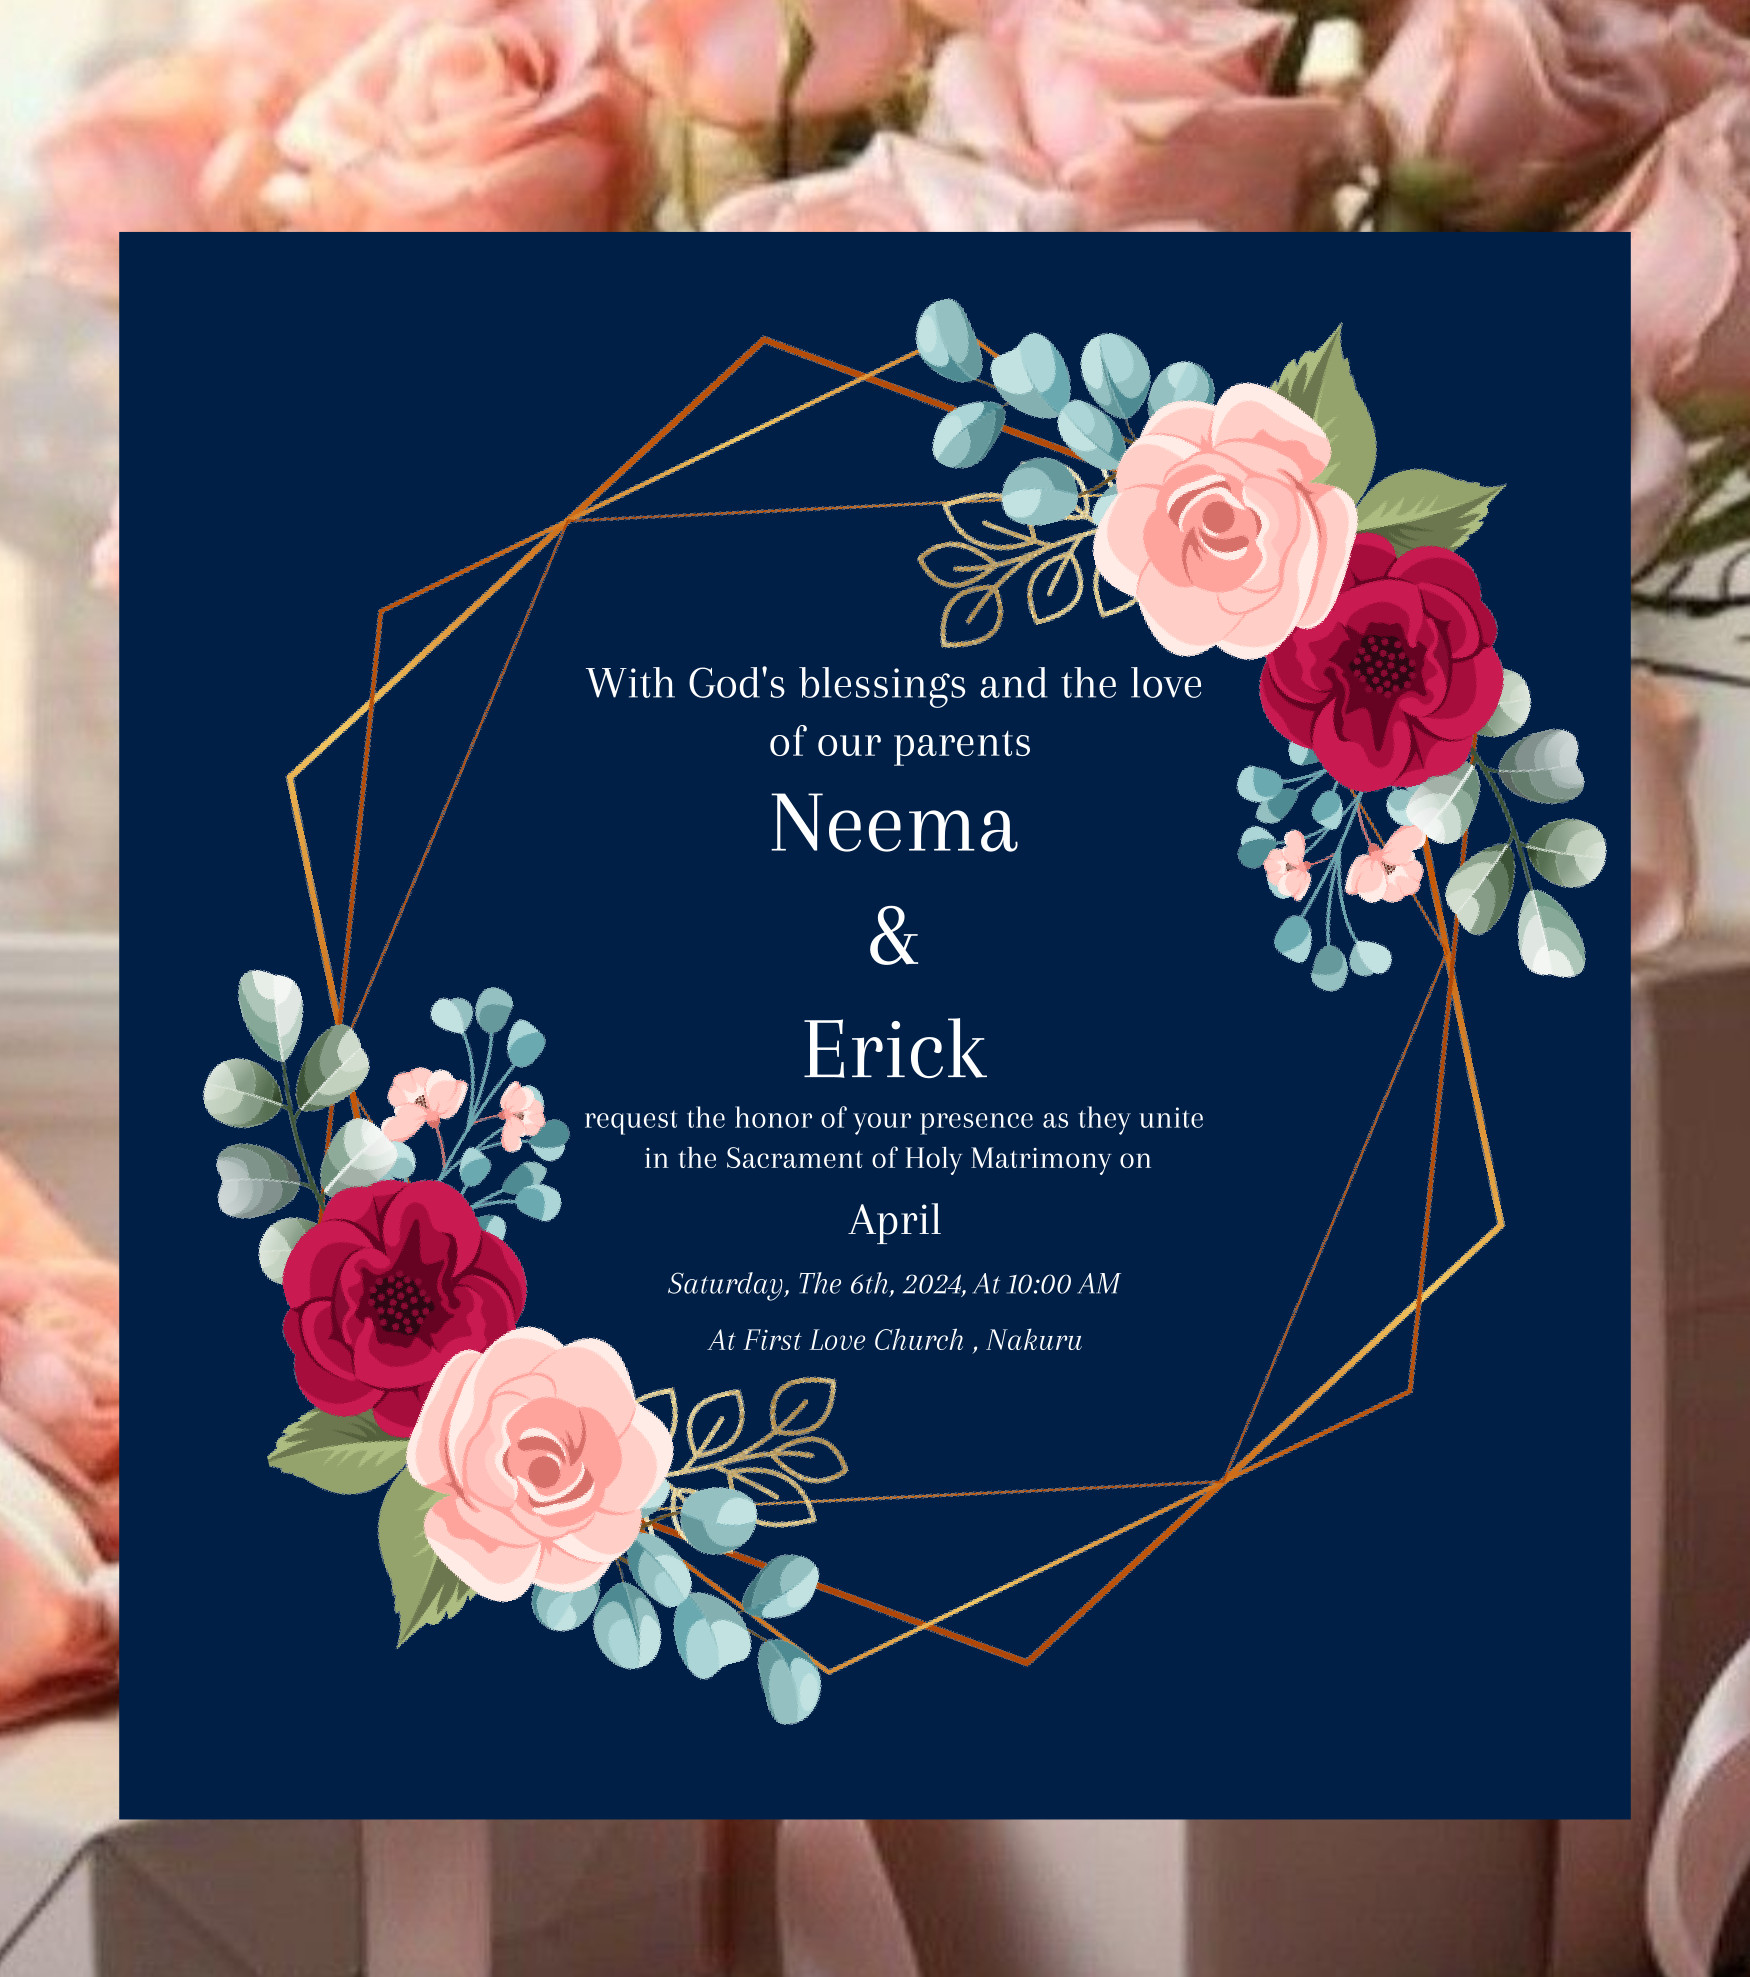 With God's blessings and the love
of our parents
Neema
&
Erick
request the honor of your presence as they unite
in the Sacrament of Holy Matrimony on
April
Saturday, The 6th, 2024, At 10:00 AM
At First Love Church , Nakuru